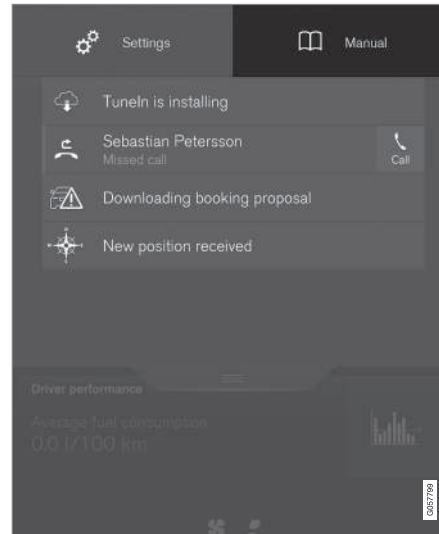 Settings
Manual
TuneIn is installing
Sebastian Petersson
Missed call
Call
Downloading booking proposal
New position received
Driver performance
Average fuel consumption
0.0 l/100 km
G057799